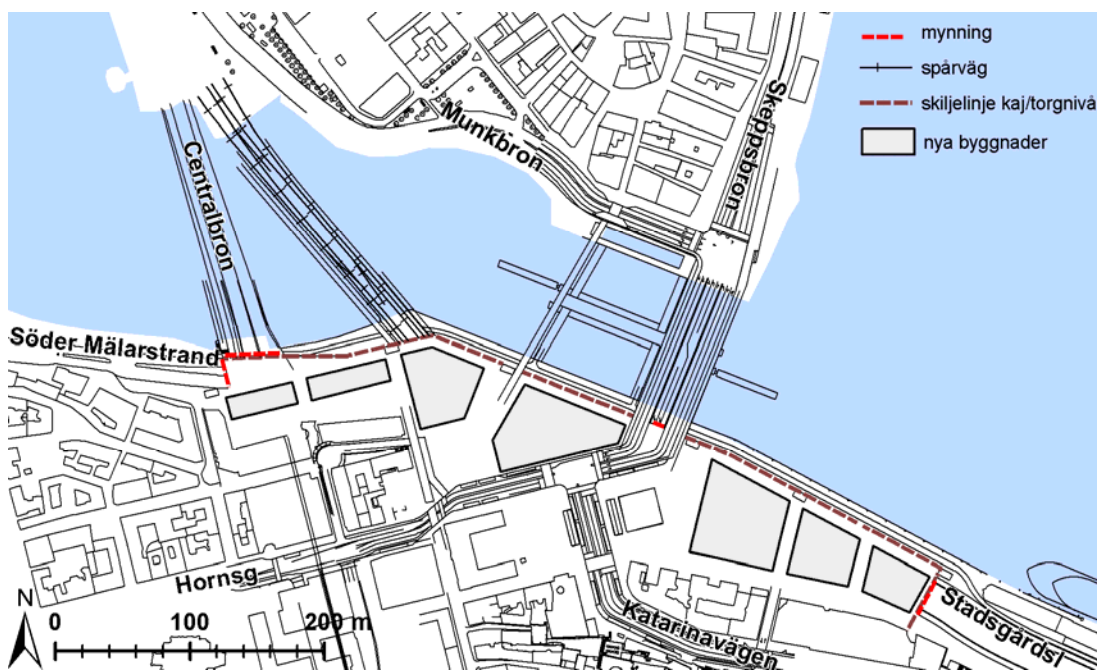 mynning
spårväg
skiljelinje kaj/torgnivå
nya byggnader
Munkbron
Skeppsbron
Centralbron
Söder Mälarstrand
Hornsg
Katarinavägen
Stadsgårdsl
N
0 100 200 m